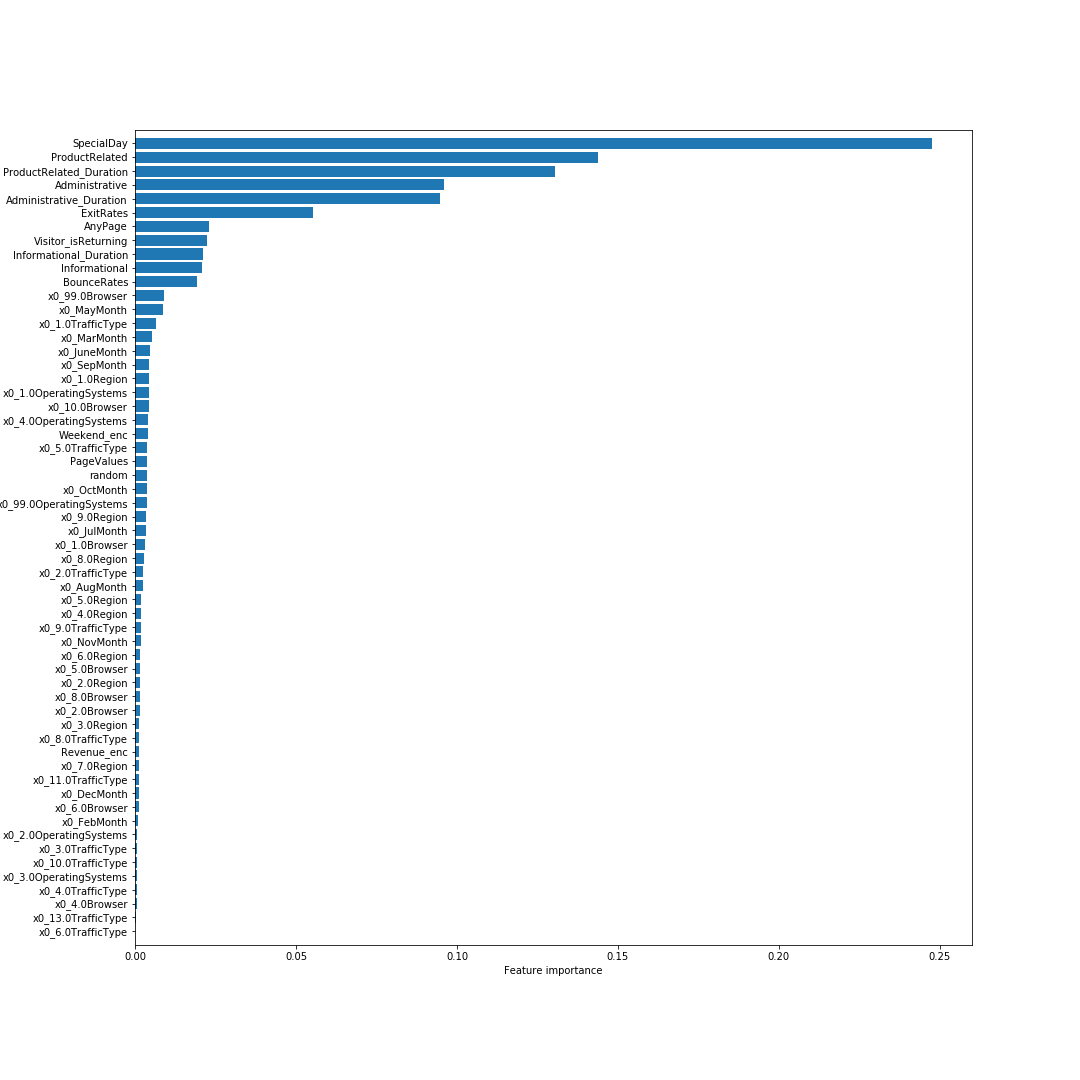 SpecialDay
ProductRelated
ProductRelated_Duration
Administrative
Administrative_Duration
ExitRates
AnyPage
Visitor_isReturning
Informational_Duration
Informational
BounceRates
x0_99.0Browser
x0_MayMonth
x0_1.0TrafficType
x0_MarMonth
x0_JuneMonth
x0_SepMonth
x0_1.0Region
x0_1.0OperatingSystems
x0_10.0Browser
x0_4.0OperatingSystems
Weekend_enc
x0_5.0TrafficType
PageValues
random
x0_OctMonth
x0_99.0OperatingSystems
x0_9.0Region
x0_JulMonth
x0_1.0Browser
x0_8.0Region
x0_2.0TrafficType
x0_AugMonth
x0_5.0Region
x0_4.0Region
x0_9.0TrafficType
x0_NovMonth
x0_6.0Region
x0_5.0Browser
x0_2.0Region
x0_8.0Browser
x0_2.0Browser
x0_3.0Region
x0_8.0TrafficType
Revenue_enc
x0_7.0Region
x0_11.0TrafficType
x0_DecMonth
x0_6.0Browser
x0_FebMonth
x0_2.0OperatingSystems
x0_3.0TrafficType
x0_10.0TrafficType
x0_3.0OperatingSystems
x0_4.0TrafficType
x0_4.0Browser
x0_13.0TrafficType
x0_6.0TrafficType
0.00 0.05 0.10 0.15 0.20 0.25
Feature importance